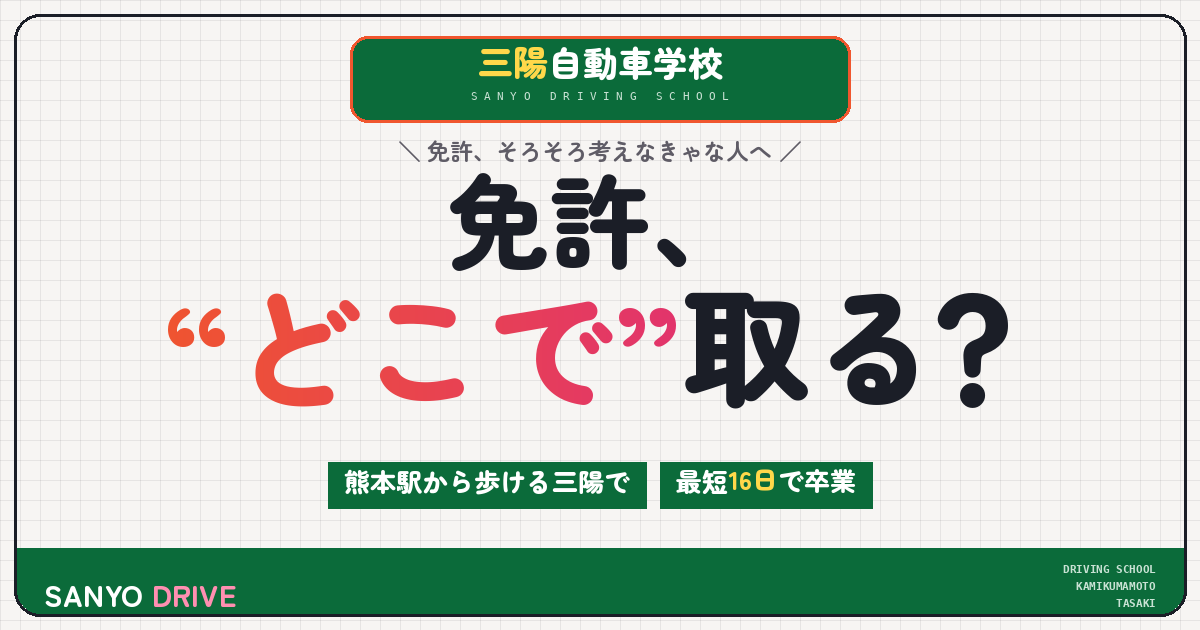 三陽自動車学校
SANYO DRIVING SCHOOL
＼ 免許、そろそろ考えなきゃな人へ ／
免許、
“どこで”取る?
熊本駅から歩ける三陽で
最短16日で卒業
SANYO DRIVE
DRIVING SCHOOL
KAMIKUMAMOTO
TASAKI